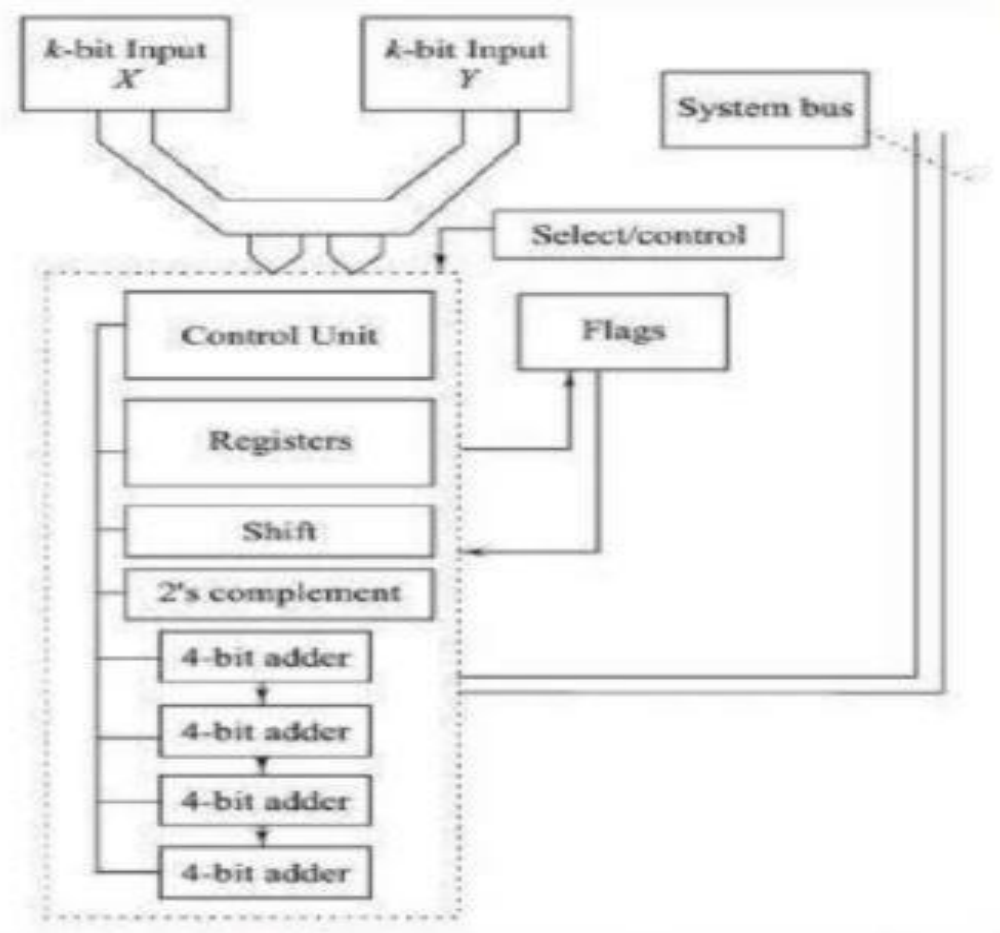 k-bit Input
X
k-bit Input
Y
System bus
Select/control
Control Unit
Flags
Registers
Shift
2's complement
4-bit adder
4-bit adder
4-bit adder
4-bit adder